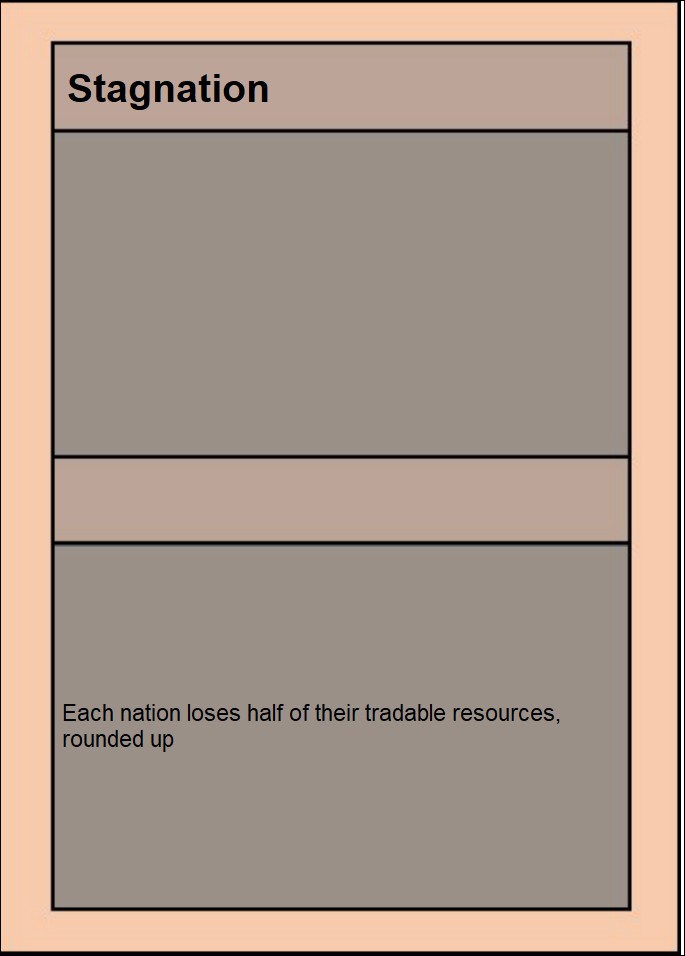 Stagnation
Each nation loses half of their tradable resources,
rounded up